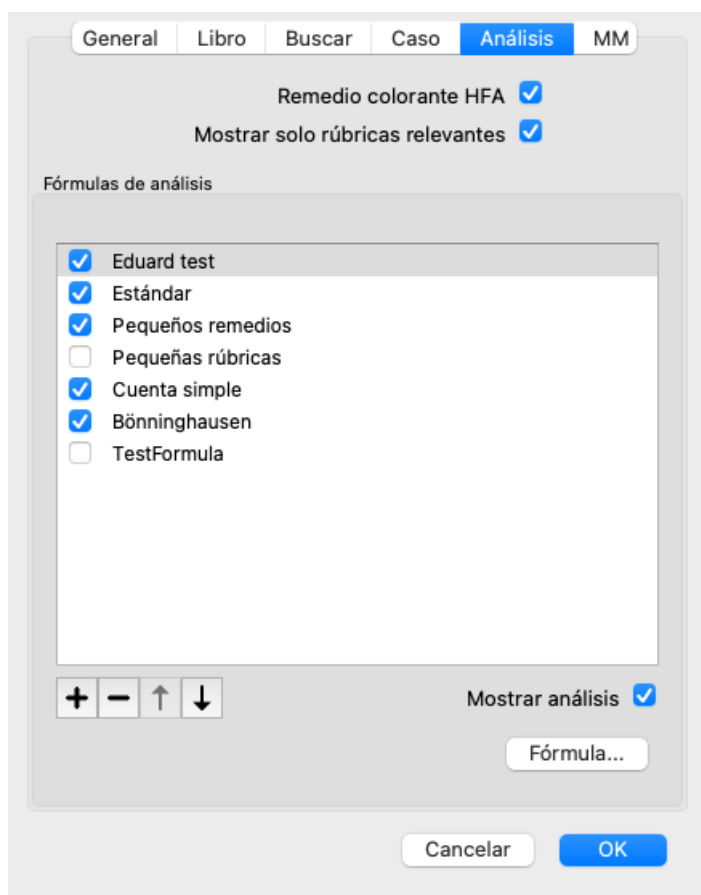 General Libro Buscar Caso Análisis MM
Remedio colorante HFA
Mostrar solo rúbricas relevantes
Fórmulas de análisis
Eduard test
Estándar
Pequeños remedios
Pequeñas rúbricas
Cuenta simple
Bönninghausen
TestFormula
Mostrar análisis
Fórmula...
Cancelar OK